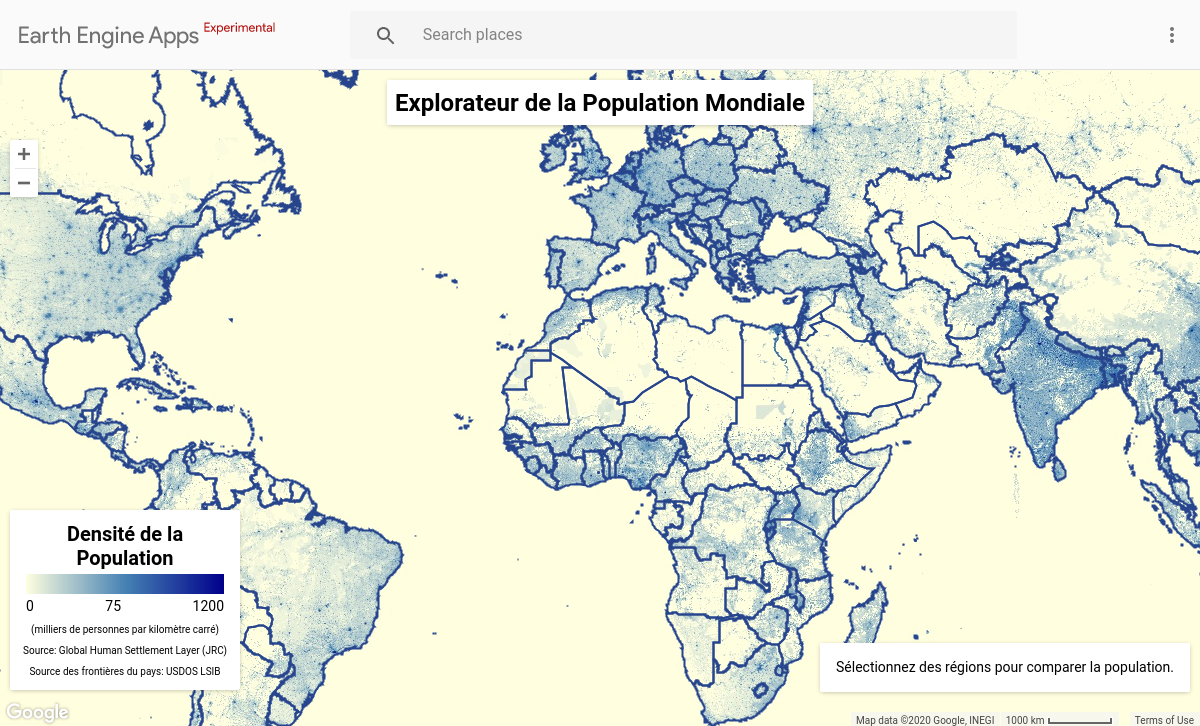 Earth Engine Apps Experimental
Search places
Explorateur de la Population Mondiale
+
−
Densité de la
Population
0 75 1200
(milliers de personnes par kilomètre carré)
Source: Global Human Settlement Layer (JRC)
Source des frontières du pays: USDOS LSIB
Sélectionnez des régions pour comparer la population.
Google
Map data ©2020 Google, INEGI 1000 km Terms of Use